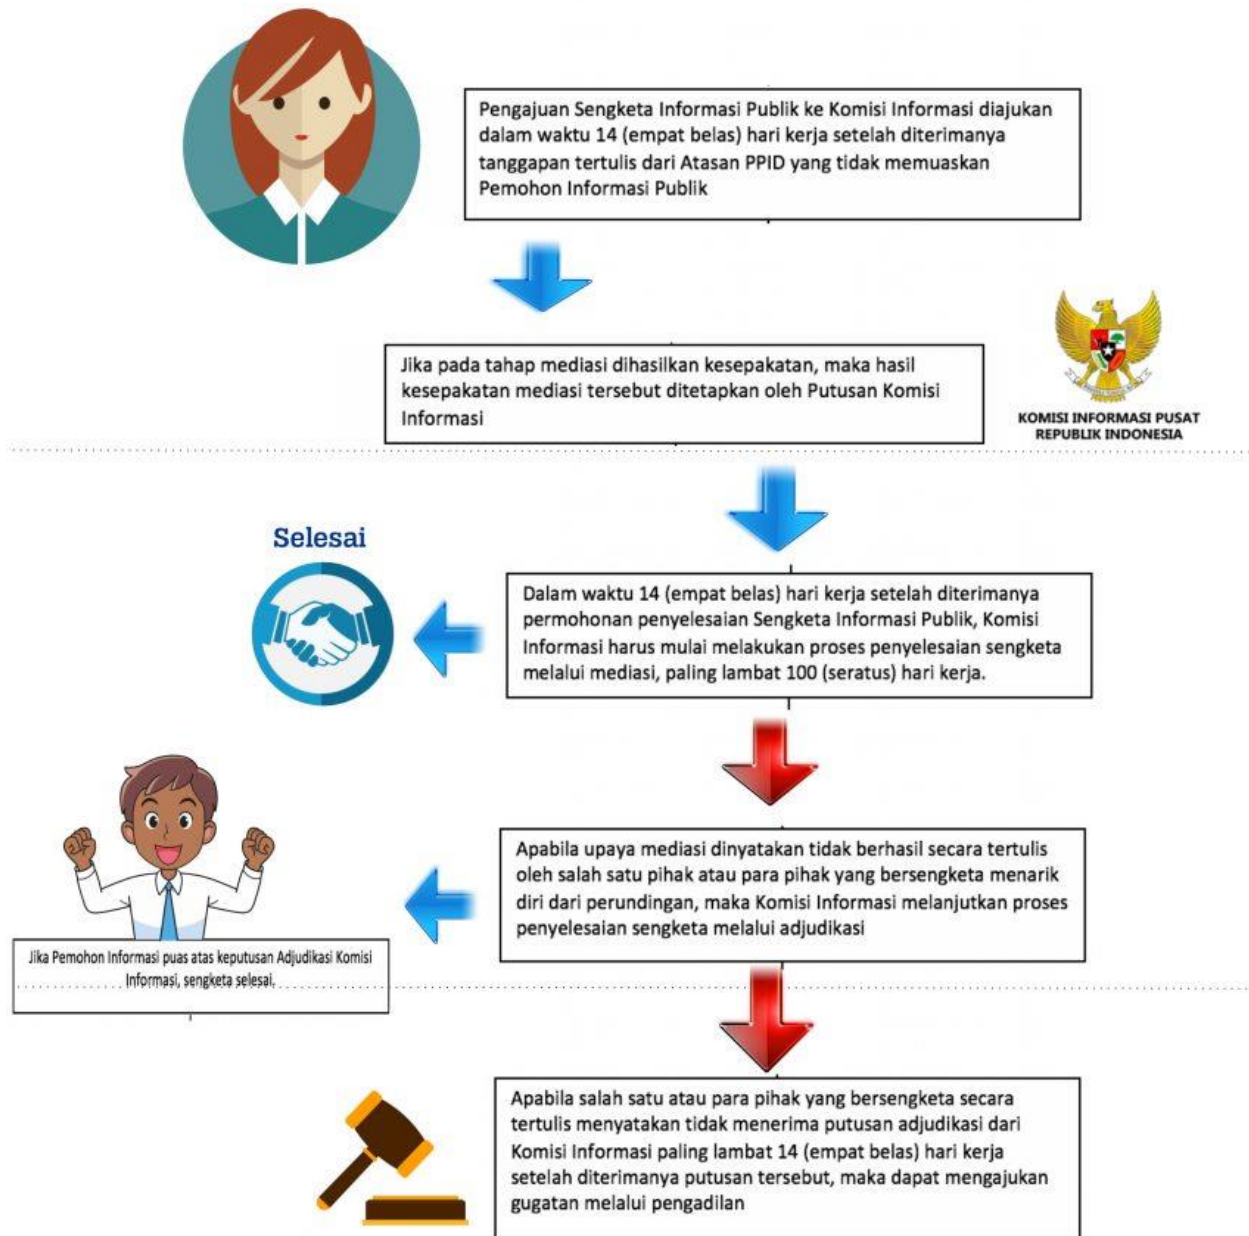 Pengajuan Sengketa Informasi Publik ke Komisi Informasi diajukan
dalam waktu 14 (empat belas) hari kerja setelah diterimanya
tanggapan tertulis dari Atasan PPID yang tidak memuaskan
Pemohon Informasi Publik
Jika pada tahap mediasi dihasilkan kesepakatan, maka hasil
kesepakatan mediasi tersebut ditetapkan oleh Putusan Komisi
Informasi
KOMISI INFORMASI PUSAT
REPUBLIK INDONESIA
Selesai
Dalam waktu 14 (empat belas) hari kerja setelah diterimanya
permohonan penyelesaian Sengketa Informasi Publik, Komisi
Informasi harus mulai melakukan proses penyelesaian sengketa
melalui mediasi, paling lambat 100 (seratus) hari kerja.
Apabila upaya mediasi dinyatakan tidak berhasil secara tertulis
oleh salah satu pihak atau para pihak yang bersengketa menarik
diri dari perundingan, maka Komisi Informasi melanjutkan proses
penyelesaian sengketa melalui adjudikasi
Jika Pemohon Informasi puas atas keputusan Adjudikasi Komisi
Informasi, sengketa selesai.
Apabila salah satu atau para pihak yang bersengketa secara
tertulis menyatakan tidak menerima putusan adjudikasi dari
Komisi Informasi paling lambat 14 (empat belas) hari kerja
setelah diterimanya putusan tersebut, maka dapat mengajukan
gugatan melalui pengadilan